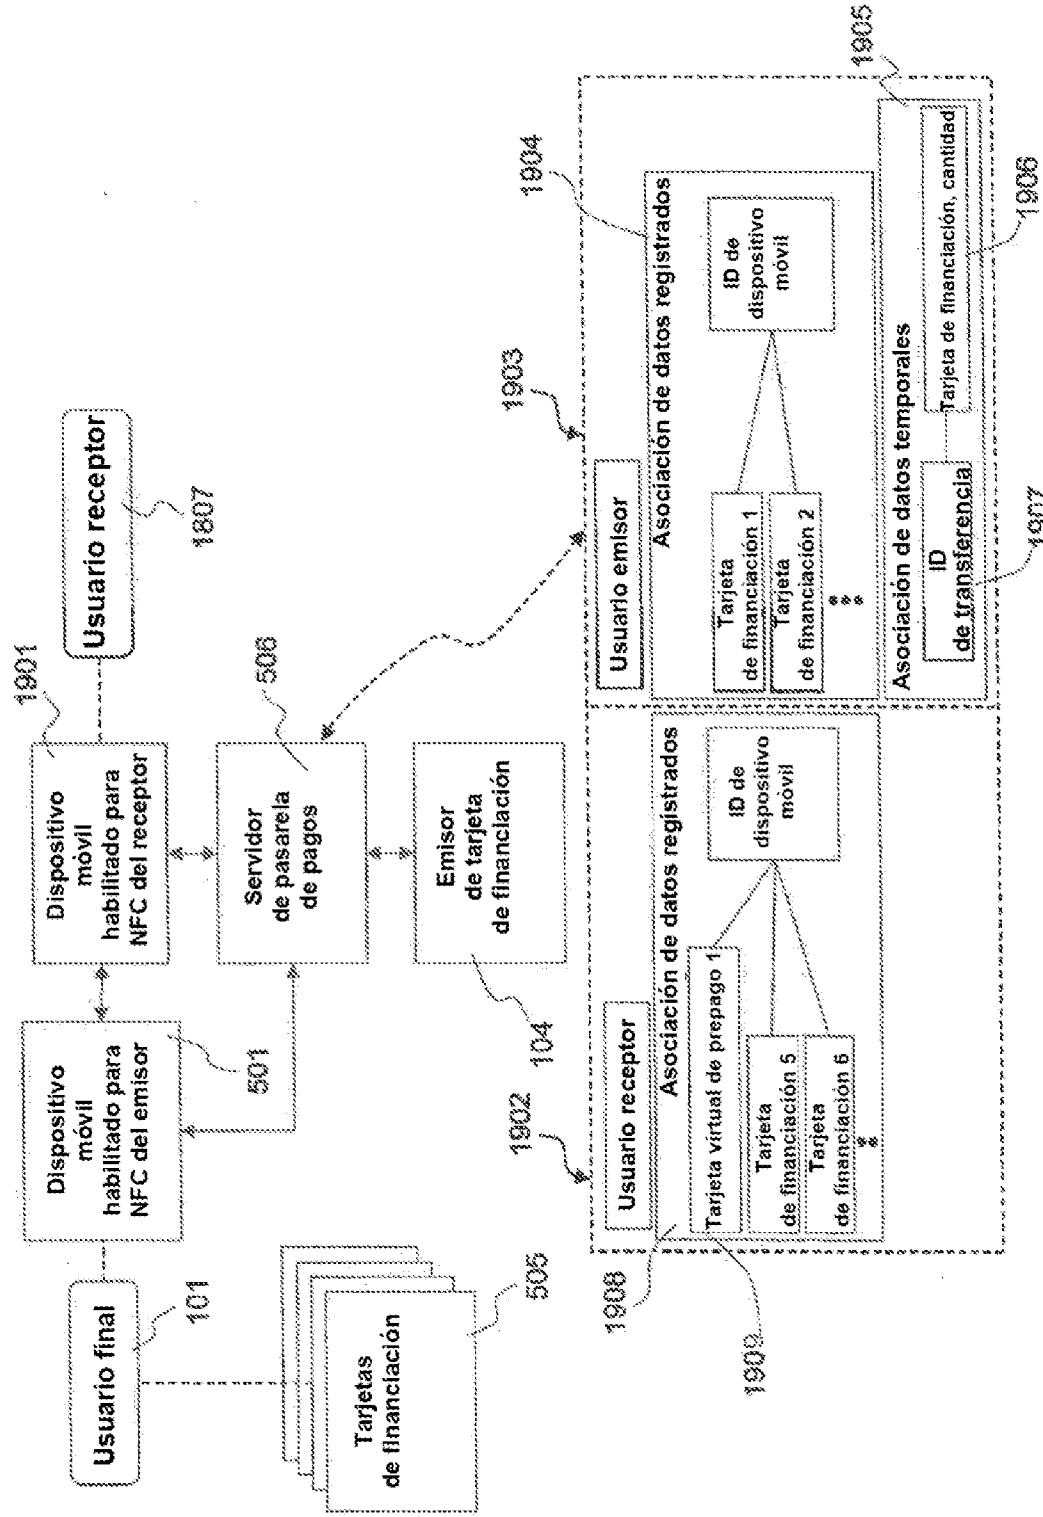 Usuario final
101
Tarjetas
de financiación
505
Dispositivo
móvil
habilitado para
NFC del emisor
501
Dispositivo
móvil
habilitado para
NFC del receptor
1901
Usuario receptor
1807
Servidor
de pasarela
de pagos
506
Emisor
de tarjeta
de financiación
104
1902
Usuario receptor
Asociación de datos registrados
1908
Tarjeta virtual de prepago 1
1909
Tarjeta
de financiación 5
Tarjeta
de financiación 6
ID de
dispositivo
móvil
1903
Usuario emisor
Asociación de datos registrados
1904
Tarjeta
de financiación 1
Tarjeta
de financiación 2
ID de
dispositivo
móvil
Asociación de datos temporales
1905
ID
de transferencia
1907
Tarjeta de financiación, cantidad
1906